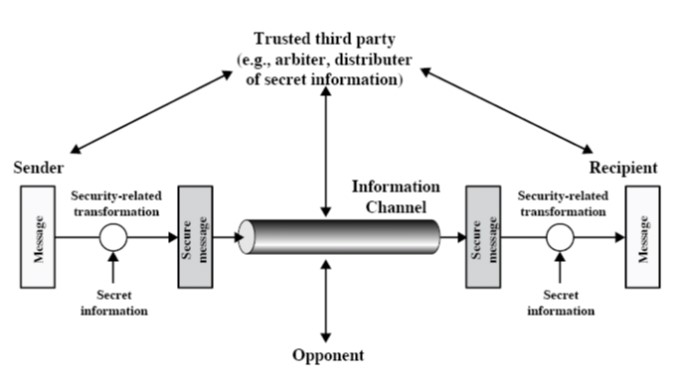 Trusted third party
(e.g., arbiter, distributer
of secret information)
Sender
Recipient
Information
Channel
Security-related
transformation
Security-related
transformation
Message
Secure
message
Secure
message
Message
Secret
information
Secret
information
Opponent